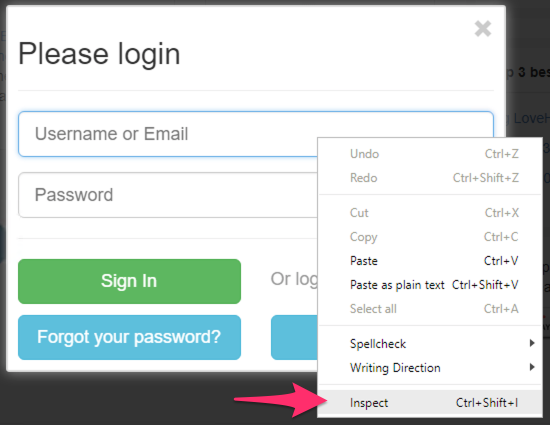 Please login
×
p 3 bes
Username or Email
LoveH
Password
Undo Ctrl+Z
Redo Ctrl+Shift+Z
Cut Ctrl+X
Copy Ctrl+C
Paste Ctrl+V
Paste as plain text Ctrl+Shift+V
Select all Ctrl+A
Spellcheck
Writing Direction
Inspect Ctrl+Shift+I
Sign In
Or log
Forgot your password?